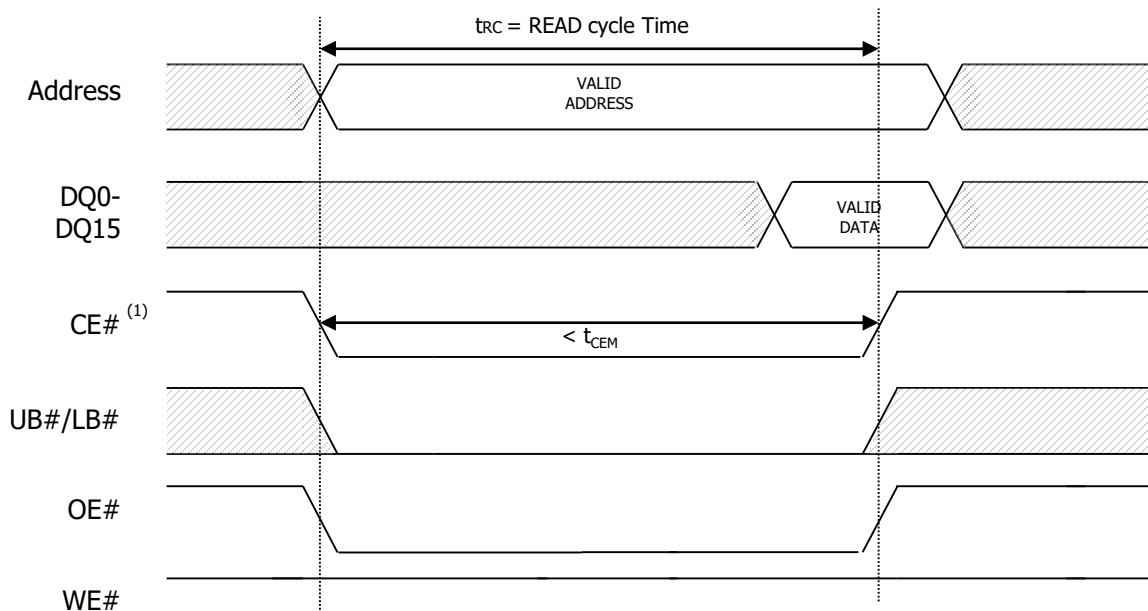 tRC = READ cycle Time
Address
VALID
ADDRESS
DQ0-
DQ15
VALID
DATA
CE# (1)
< tCEM
UB#/LB#
OE#
WE#